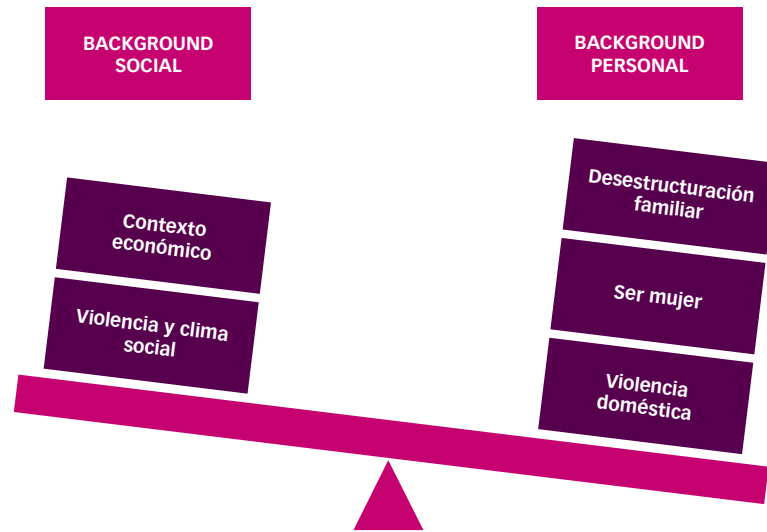 BACKGROUND
SOCIAL
BACKGROUND
PERSONAL
Contexto
económico
Violencia y clima
social
Desestructuración
familiar
Ser mujer
Violencia
doméstica